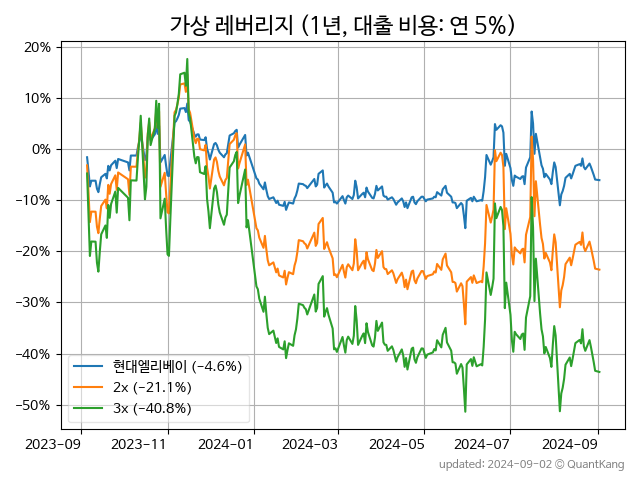 가상 레버리지 (1년, 대출 비용: 연 5%)
20%
10%
0%
-10%
-20%
-30%
-40%
-50%
현대엘리베이 (-4.6%)
2x (-21.1%)
3x (-40.8%)
2023-09 2023-11 2024-01 2024-03 2024-05 2024-07 2024-09
updated: 2024-09-02 © QuantKang